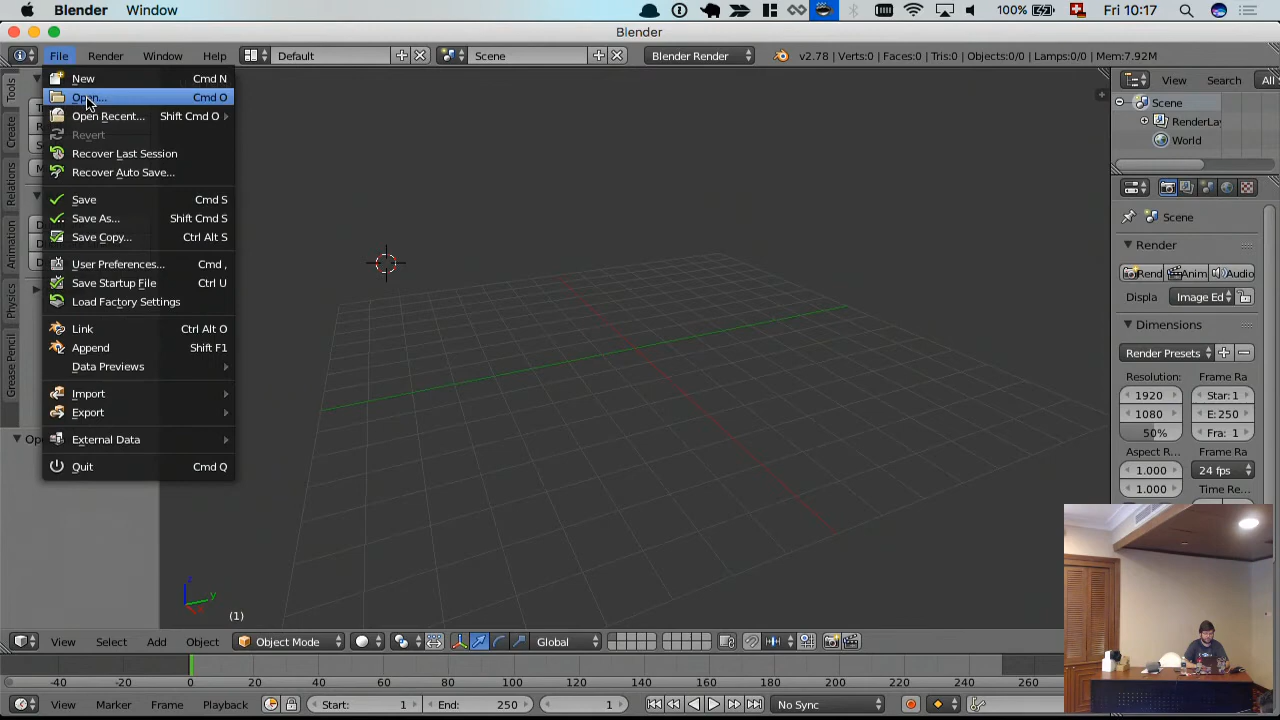 Blender Window 100% Fri 10:17
Blender
File Render Window Help Default Scene Blender Render v2.78 | Verts:0 | Faces:0 | Tris:0 | Objects:0/0 | Lamps:0/0 | Mem:7.92M
New Cmd N
Open... Cmd O
Open Recent... Shift Cmd O
Revert
Recover Last Session
Recover Auto Save...
Save Cmd S
Save As... Shift Cmd S
Save Copy... Ctrl Alt S
User Preferences... Cmd ,
Save Startup File Ctrl U
Load Factory Settings
Link Ctrl Alt O
Append Shift F1
Data Previews
Import
Export
External Data
Quit Cmd Q
Tools
Create
Relations
Animation
Physics
Grease Pencil
View Search All S
Scene
RenderLay
World
Scene
Render
Rend Anim Audio
Displa Image Ed
Dimensions
Render Presets
Resolution: Frame Ra
1920 Star: 1
1080 E: 250
50% Fra: 1
Aspect R... Frame Ra
1.000 24 fps
1.000 Time Re...
z
y
x
(1)
View Select Add Object Object Mode Global
-40 -20 0 20 40 60 80 100 120 140 160 180 200 220 240 260
View Marker Frame Playback Start: 1 End: 250 1 No Sync